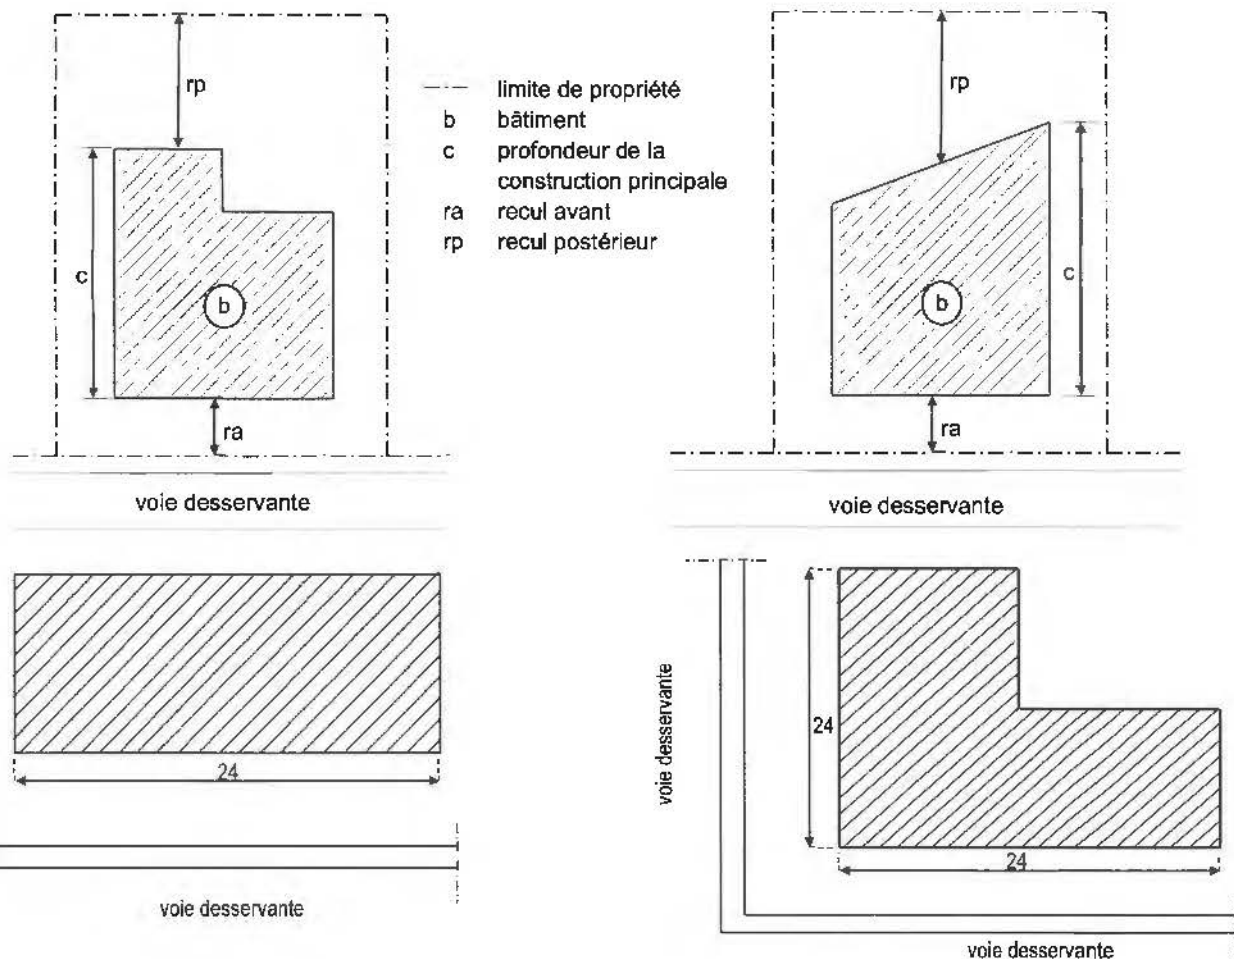 rp
c
b
ra
voie desservante
limite de propriété
b bâtiment
c profondeur de la
construction principale
ra recul avant
rp recul postérieur
rp
c
b
ra
voie desservante
24
voie desservante
voie desservante
24
24
voie desservante